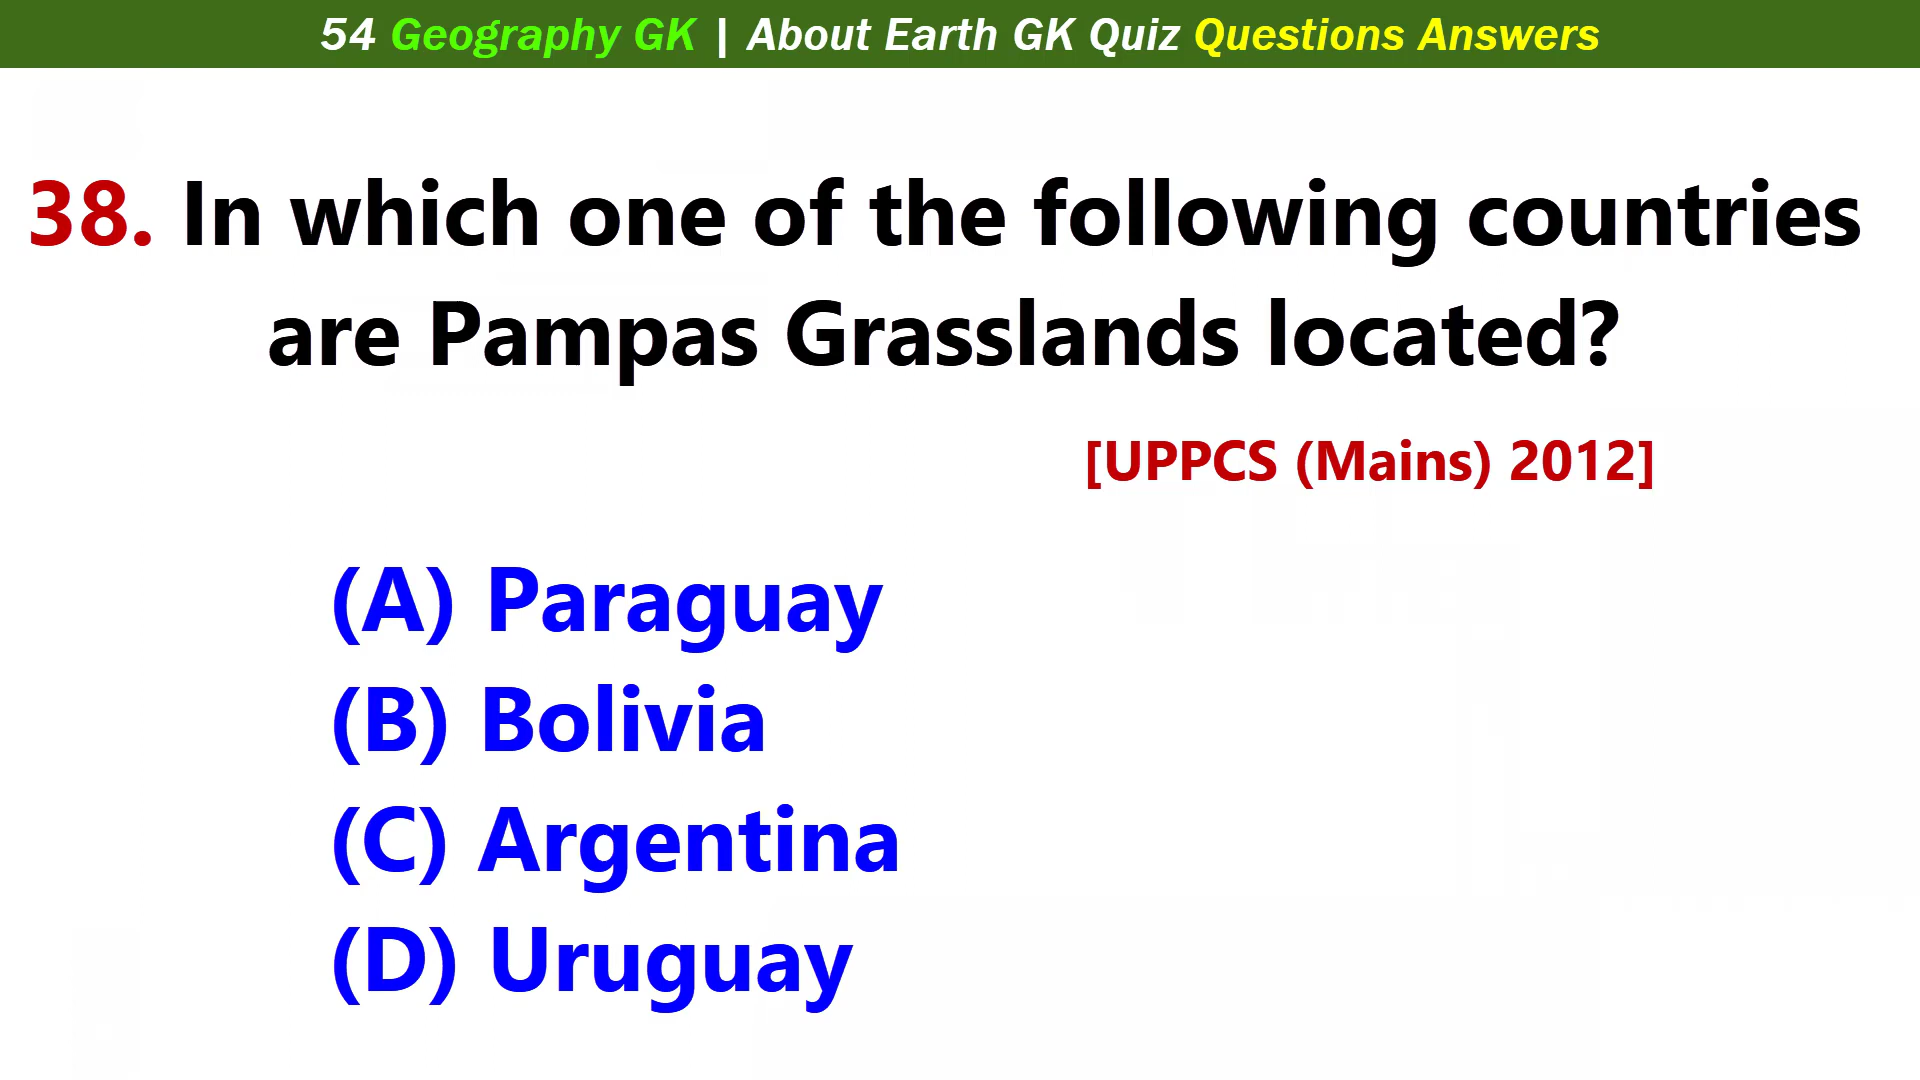 54 Geography GK | About Earth GK Quiz Questions Answers
38. In which one of the following countries
are Pampas Grasslands located?
[UPPCS (Mains) 2012]
(A) Paraguay
(B) Bolivia
(C) Argentina
(D) Uruguay